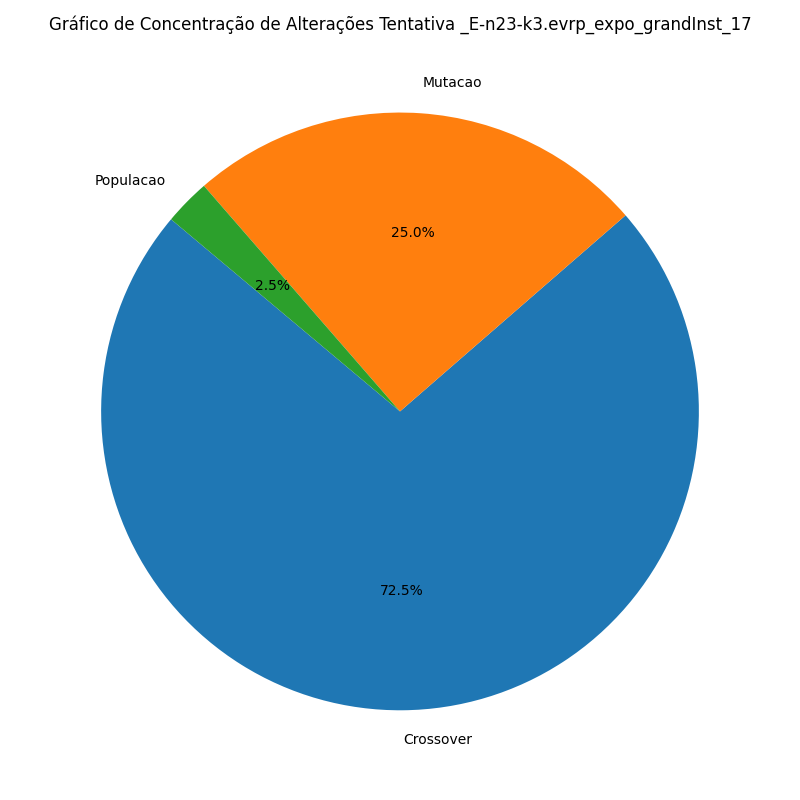 Gráfico de Concentração de Alterações Tentativa _E-n23-k3.evrp_expo_grandInst_17
Mutacao
Populacao
25.0%
2.5%
72.5%
Crossover